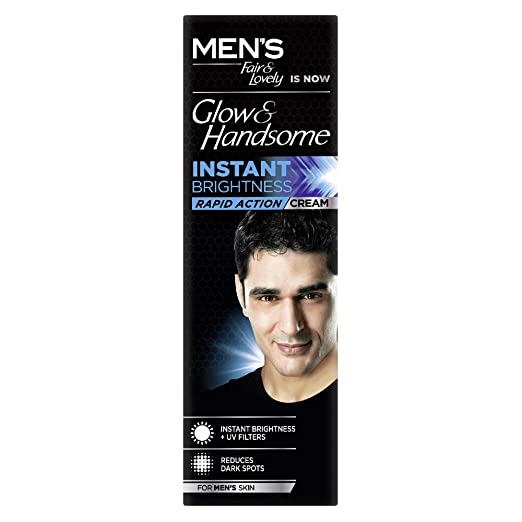 MEN'S
Fair &
Lovely IS NOW
Glow &
Handsome
INSTANT
BRIGHTNESS
RAPID ACTION CREAM
INSTANT BRIGHTNESS
+ UV FILTERS
REDUCES
DARK SPOTS
FOR MEN'S SKIN